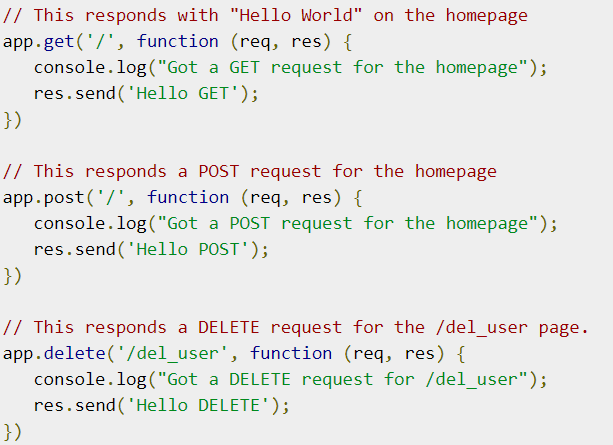 // This responds with "Hello World" on the homepage
app.get('/', function (req, res) {
   console.log("Got a GET request for the homepage");
   res.send('Hello GET');
})

// This responds a POST request for the homepage
app.post('/', function (req, res) {
   console.log("Got a POST request for the homepage");
   res.send('Hello POST');
})

// This responds a DELETE request for the /del_user page.
app.delete('/del_user', function (req, res) {
   console.log("Got a DELETE request for /del_user");
   res.send('Hello DELETE');
})